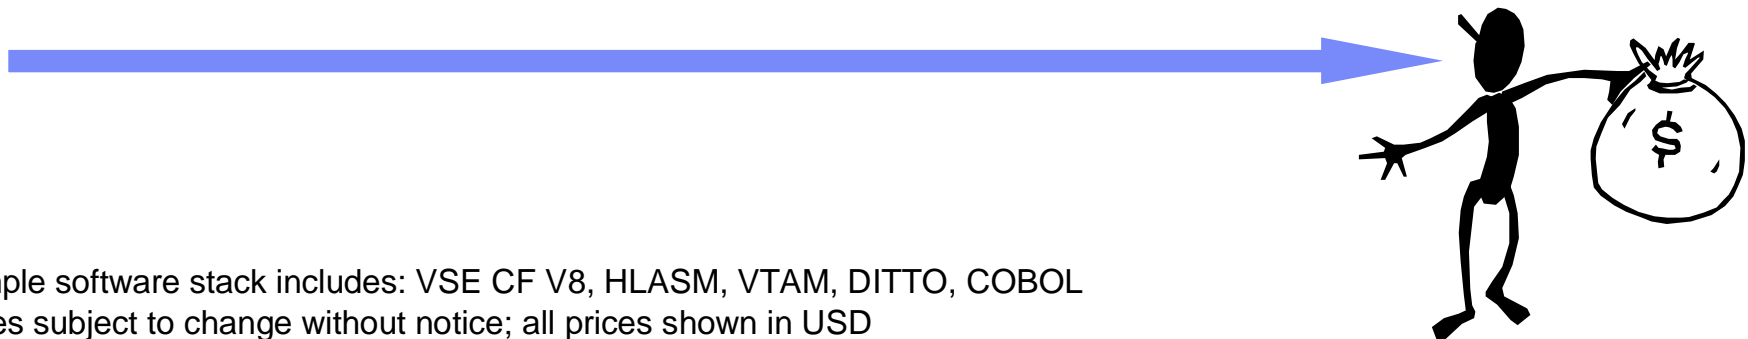 $
ple software stack includes: VSE CF V8, HLASM, VTAM, DITTO, COBOL
es subject to change without notice; all prices shown in USD